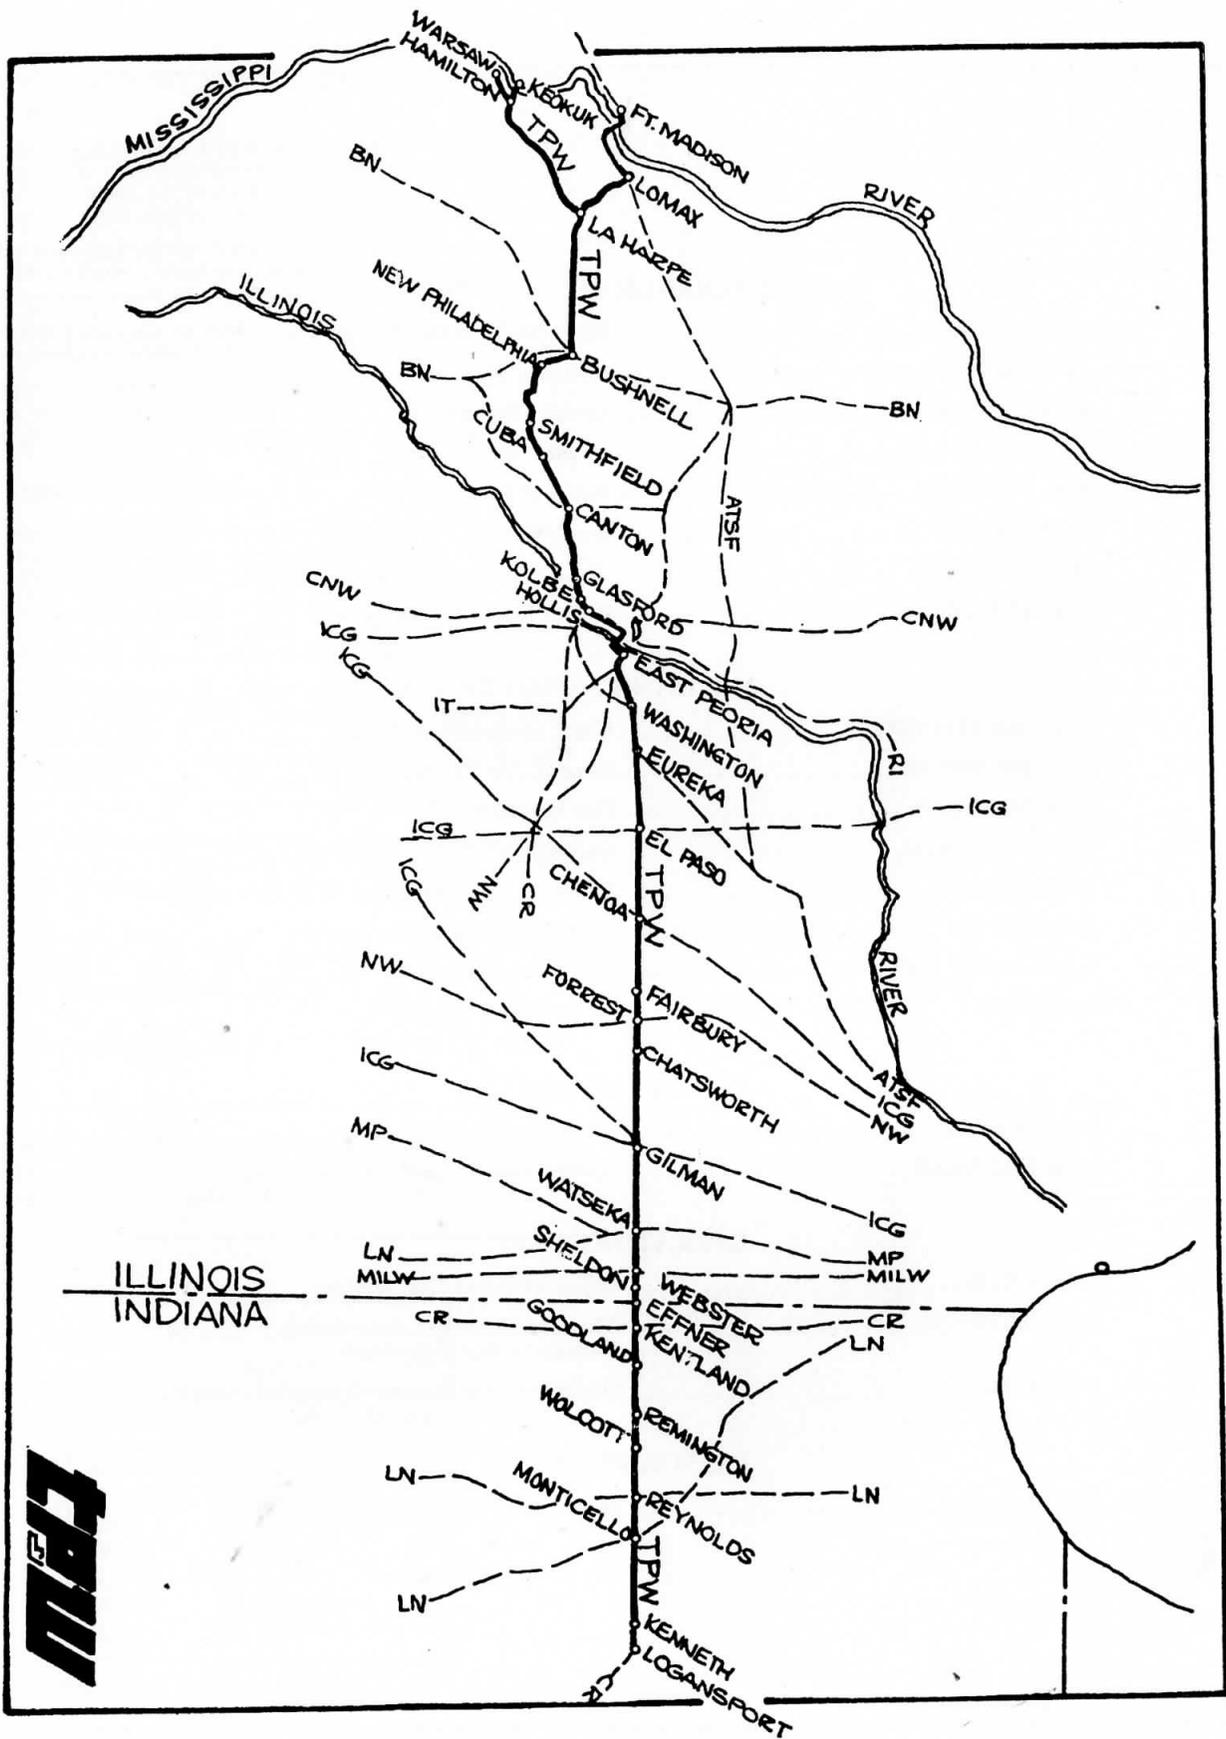 WARSAW
HAMILTON
KEOKUK
FT. MADISON
MISSISSIPPI
RIVER
TPW
BN
LOMAX
LA HARPE
TPW
NEW PHILADELPHIA
ILLINOIS
BN
BUSHNELL
BN
CUBA
SMITHFIELD
CANTON
ATSF
KOLBE
HOLLIS
GLASFORD
CNW
CNW
ICG
ICG
EAST PEORIA
IT
WASHINGTON
EUREKA
RI
ICG
ICG
EL PASO
ICG
NW
CR
CHENOA
TPW
NW
FORREST
FAIRBURY
RIVER
CHATSWORTH
ICG
ATSF
ICG
NW
MP
GILMAN
WATSEKA
ICG
LN
SHELDON
MP
MILW
MILW
ILLINOIS
INDIANA
WEBSTER
CR
GOODLAND
EFFNER
CR
KENTLAND
LN
WOLCOTT
REMINGTON
LN
MONTICELLO
REYNOLDS
LN
TPW
LN
KENNETH
LOGANSPORT
CR
tp&w